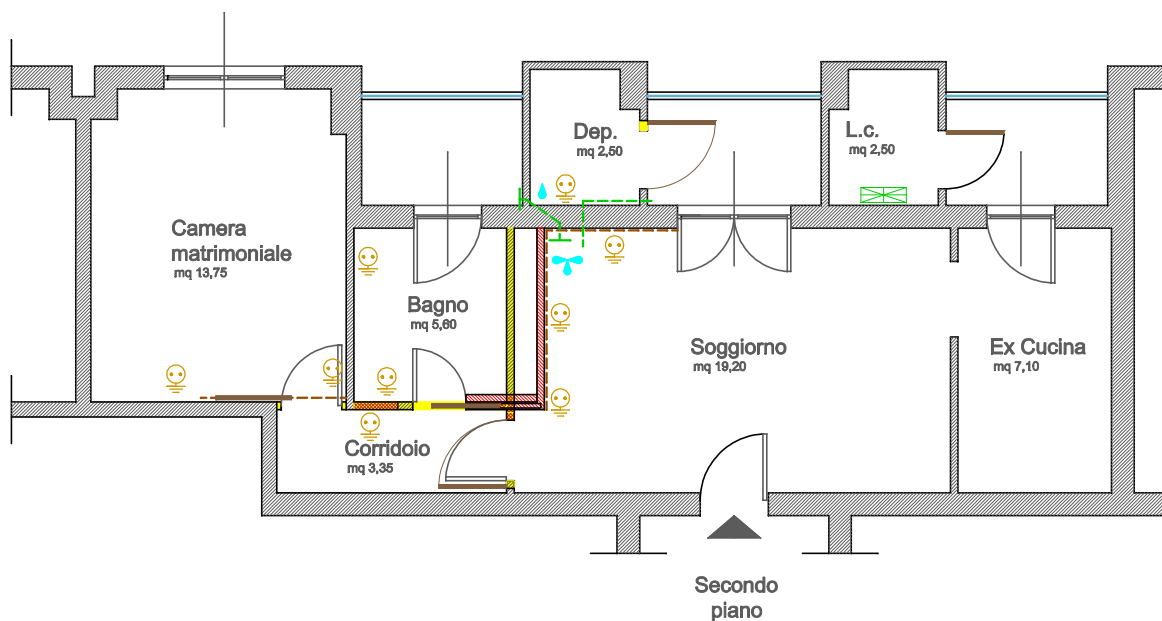 Dep.
mq 2,50
L.c.
mq 2,50
Camera
matrimoniale
mq 13,75
Bagno
mq 5,60
Soggiorno
mq 19,20
Ex Cucina
mq 7,10
Corridoio
mq 3,35
Secondo
piano